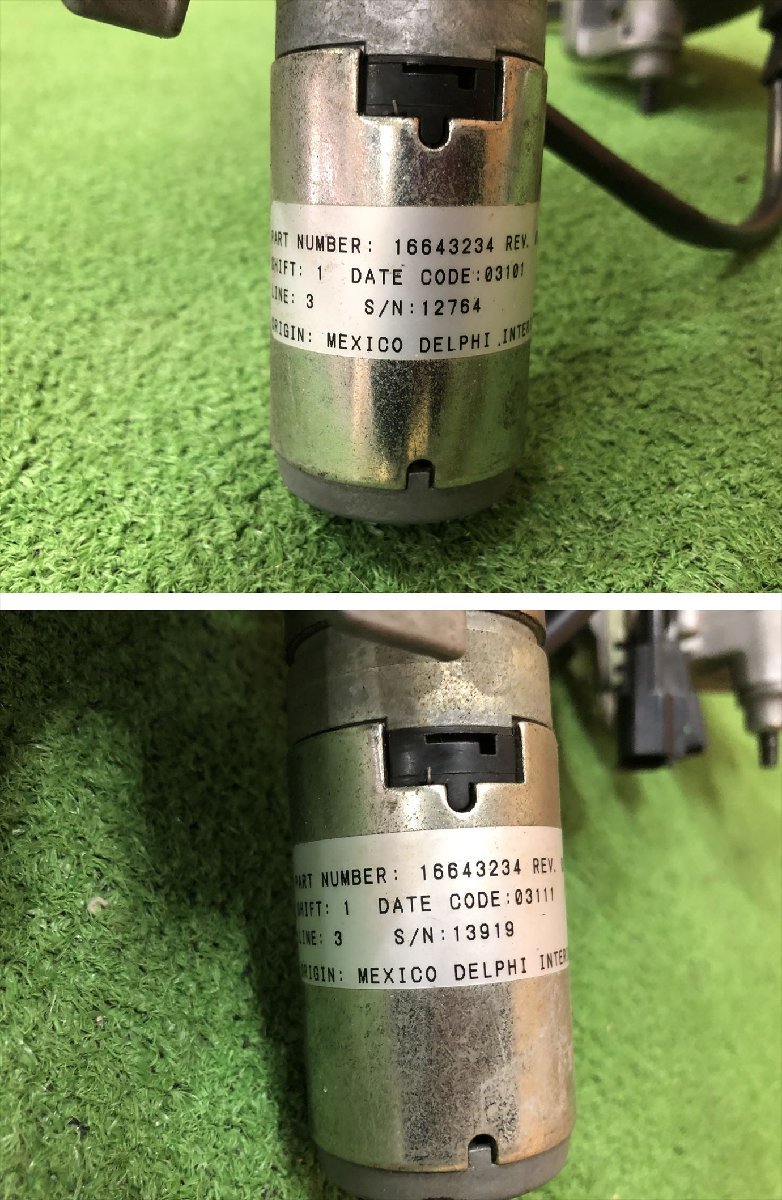 PART NUMBER: 16643234 REV.
SHIFT: 1 DATE CODE:03101
LINE: 3 S/N:12764
ORIGIN: MEXICO DELPHI INTER
PART NUMBER: 16643234 REV.
SHIFT: 1 DATE CODE:03111
LINE: 3 S/N:13919
ORIGIN: MEXICO DELPHI INTER